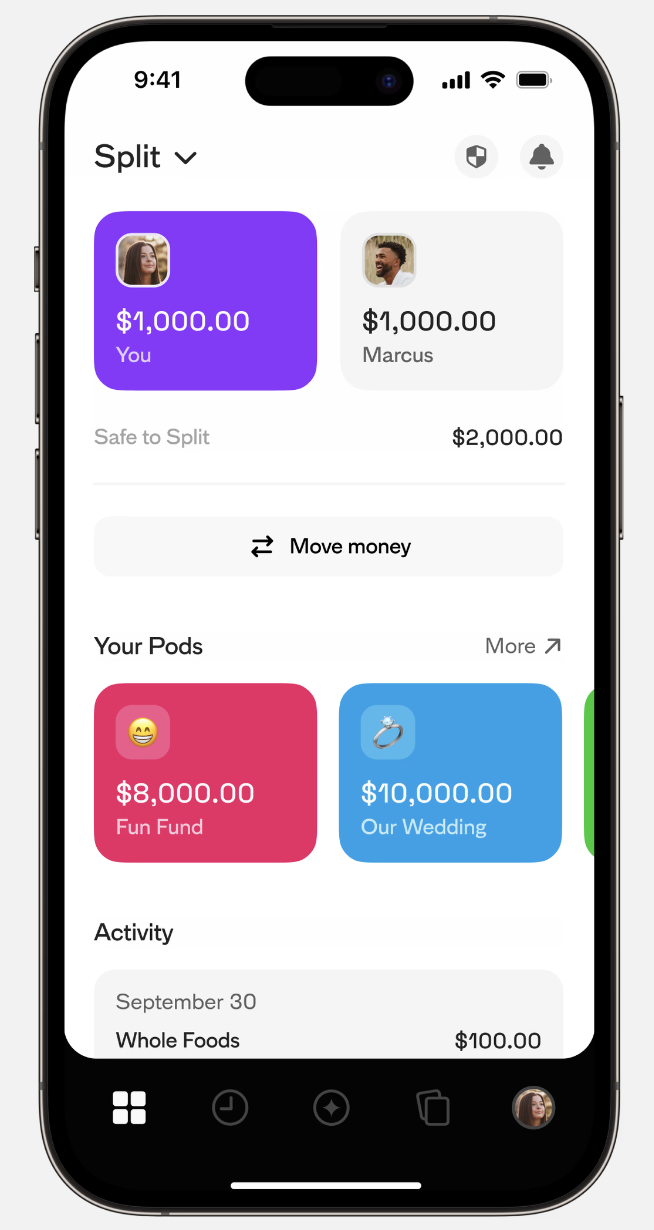 9:41
Split
$1,000.00 $1,000.00
You Marcus
Safe to Split $2,000.00
Move money
Your Pods More
$8,000.00 $10,000.00
Fun Fund Our Wedding
Activity
September 30
Whole Foods $100.00